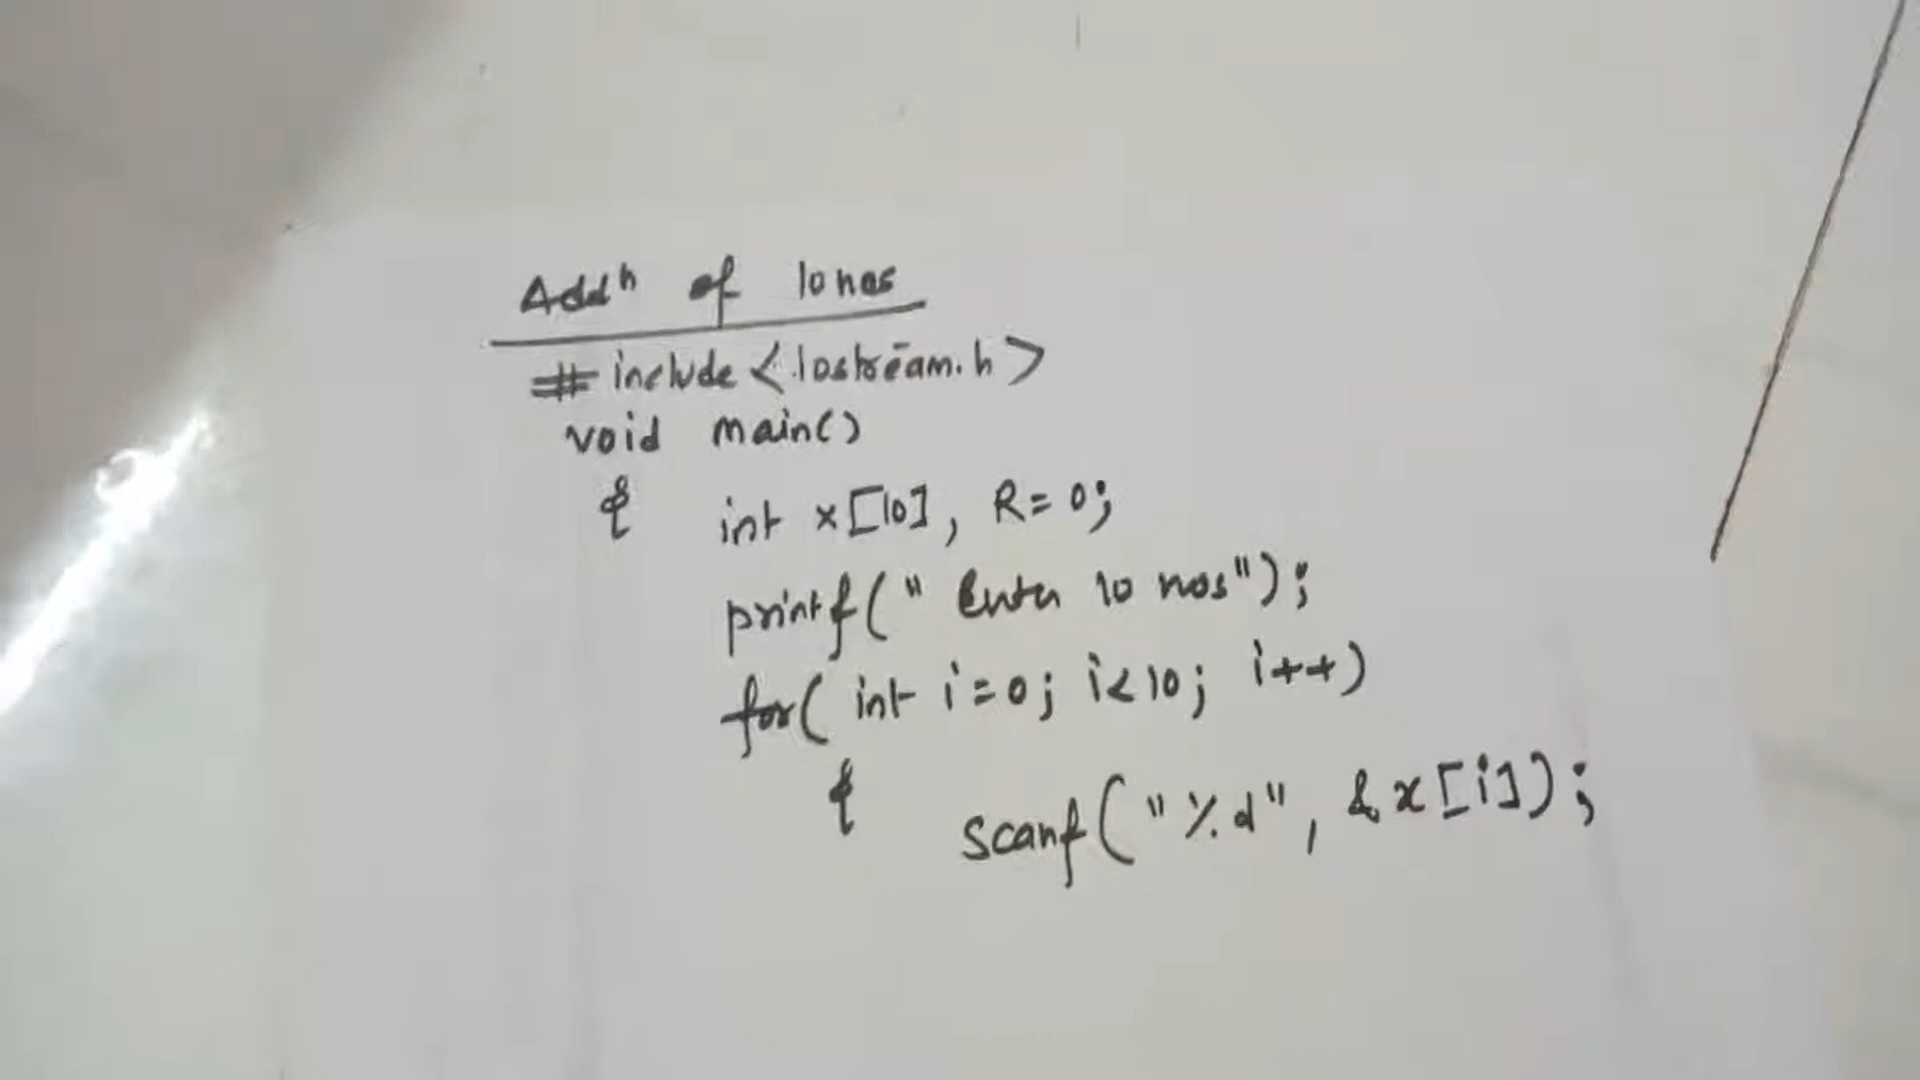 Addn of 10 nos
#include <iostream.h>
void main()
{ int x[10], R=0;
printf(" Enter 10 nos");
for( int i=0; i<10; i++)
{ scanf("%d", &x[i]);